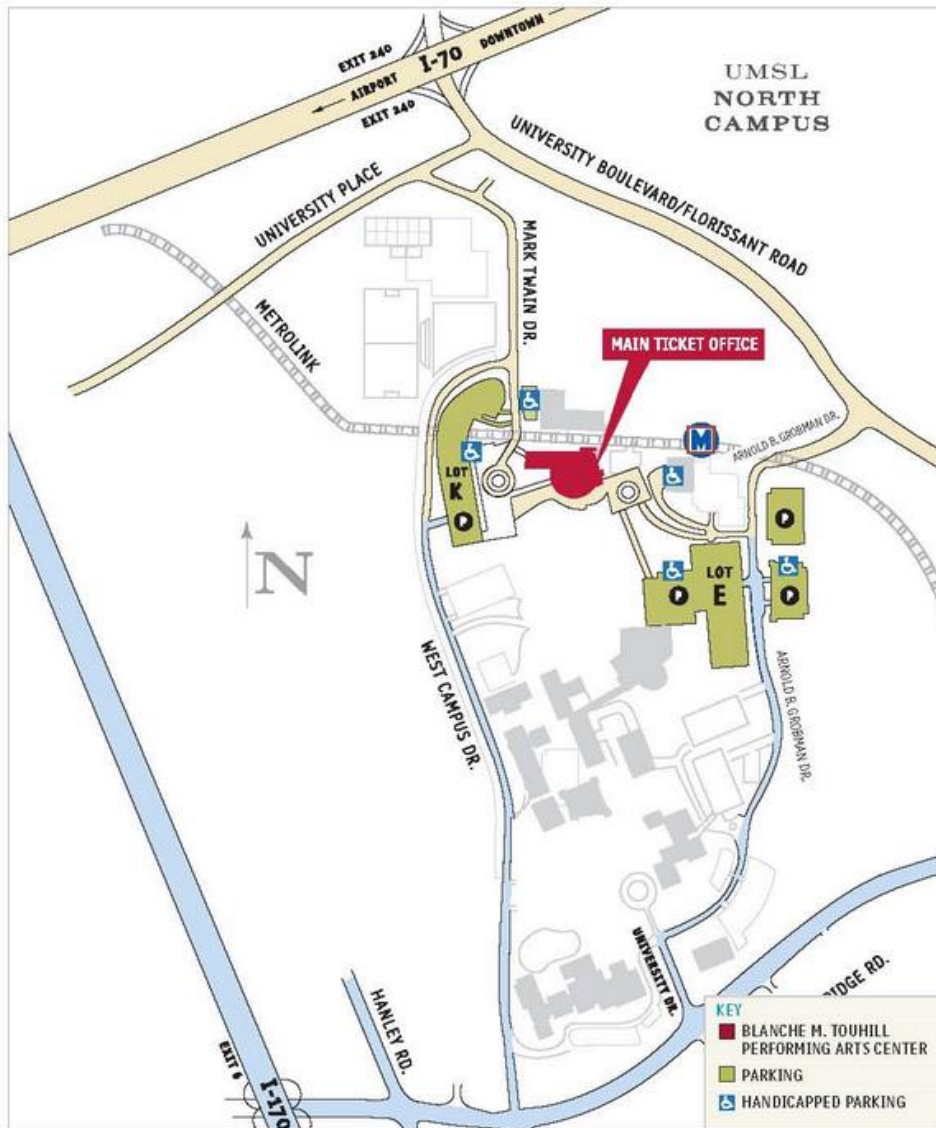 EXIT 240
I-70
DOWNTOWN
AIRPORT
EXIT 240
UMSL
NORTH
CAMPUS
UNIVERSITY BOULEVARD/FLORISSANT ROAD
UNIVERSITY PLACE
MARK TWAIN DR.
METROLINK
MAIN TICKET OFFICE
M
ARNOLD B. GROBMAN DR.
LOT
K
P
P
N
LOT
E
P
P
WEST CAMPUS DR.
ARNOLD B. GROBMAN DR.
UNIVERSITY DR.
HANLEY RD.
EXIT 6
I-170
RIDGE RD.
KEY
BLANCHE M. TOUHILL
PERFORMING ARTS CENTER
PARKING
HANDICAPPED PARKING